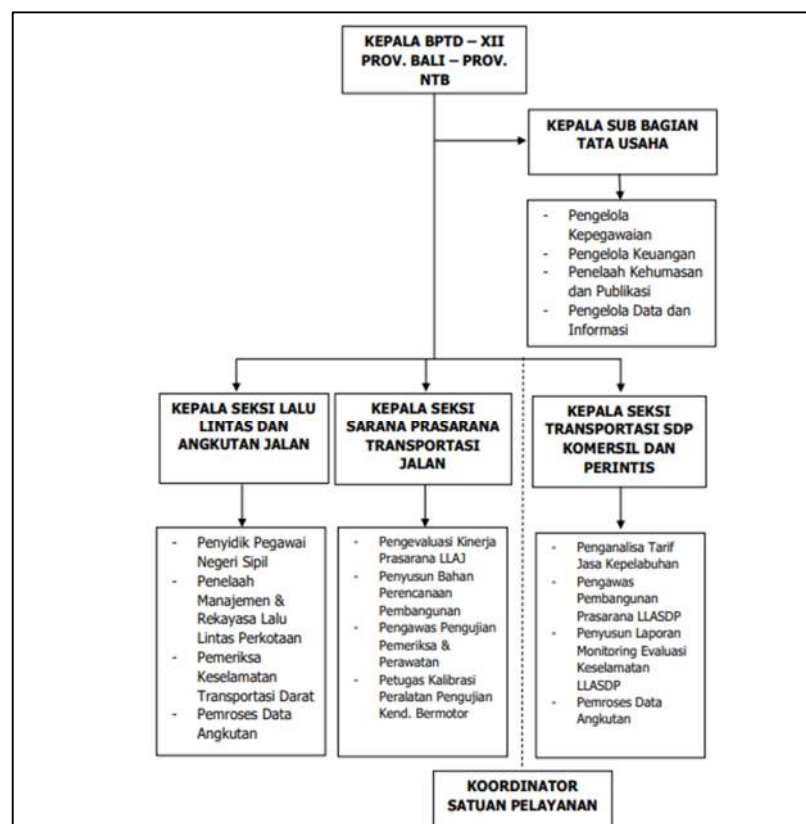 KEPALA BPTD – XII
PROV. BALI – PROV.
NTB
KEPALA SUB BAGIAN
TATA USAHA
- Pengelola
Kepegawaian
- Pengelola Keuangan
- Penelaah Kehumasan
dan Publikasi
- Pengelola Data dan
Informasi
KEPALA SEKSI LALU
LINTAS DAN
ANGKUTAN JALAN
KEPALA SEKSI
SARANA PRASARANA
TRANSPORTASI
JALAN
KEPALA SEKSI
TRANSPORTASI SDP
KOMERSIL DAN
PERINTIS
- Penyidik Pegawai
Negeri Sipil
- Penelaah
Manajemen &
Rekayasa Lalu
Lintas Perkotaan
- Pemeriksa
Keselamatan
Transportasi Darat
- Pemroses Data
Angkutan
- Pengevaluasi Kinerja
Prasarana LLAJ
- Penyusun Bahan
Perencanaan
Pembangunan
- Pengawas Pengujian
Pemeriksa &
Perawatan
- Petugas Kalibrasi
Peralatan Pengujian
Kend. Bermotor
- Penganalisa Tarif
Jasa Kepelabuhan
- Pengawas
Pembangunan
Prasarana LLASDP
- Penyusun Laporan
Monitoring Evaluasi
Keselamatan
LLASDP
- Pemroses Data
Angkutan
KOORDINATOR
SATUAN PELAYANAN